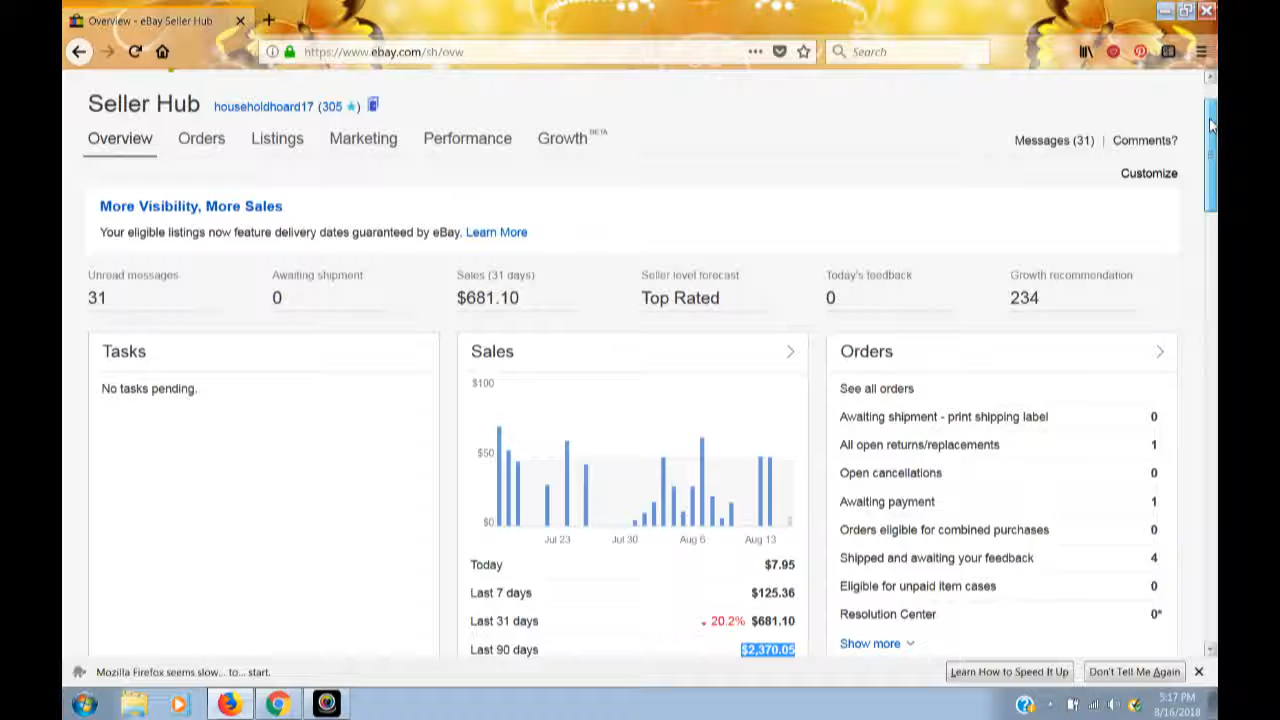 Overview - eBay Seller Hub
https://www.ebay.com/sh/ovw
Search
Seller Hub householdhoard17 (305 ★)
Overview Orders Listings Marketing Performance Growth BETA
Messages (31) | Comments?
Customize
More Visibility, More Sales
Your eligible listings now feature delivery dates guaranteed by eBay. Learn More
Unread messages Awaiting shipment Sales (31 days) Seller level forecast Today's feedback Growth recommendation
31 0 $681.10 Top Rated 0 234
Tasks
No tasks pending.
Sales
$100
$50
$0
Jul 23 Jul 30 Aug 6 Aug 13
Today $7.95
Last 7 days $125.36
Last 31 days 20.2% $681.10
Last 90 days $2,370.05
Orders
See all orders
Awaiting shipment - print shipping label 0
All open returns/replacements 1
Open cancellations 0
Awaiting payment 1
Orders eligible for combined purchases 0
Shipped and awaiting your feedback 4
Eligible for unpaid item cases 0
Resolution Center 0*
Show more
Mozilla Firefox seems slow... to... start.
Learn How to Speed It Up Don't Tell Me Again
5:17 PM
8/16/2018